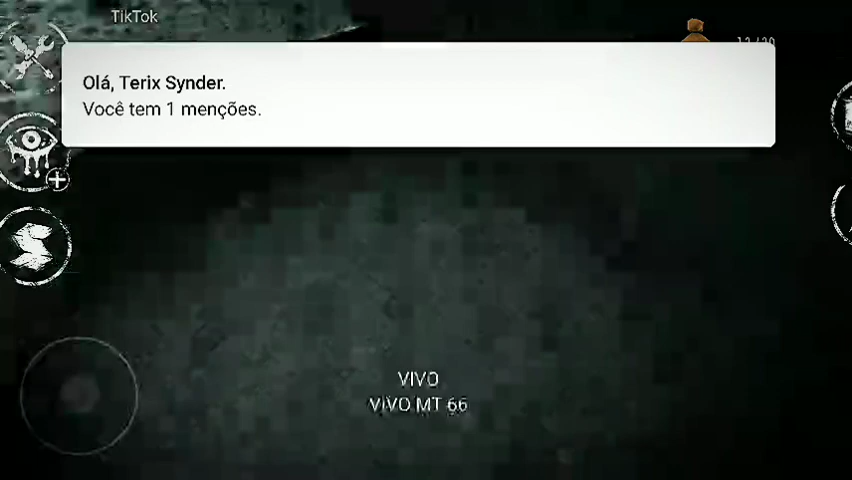 TikTok
Olá, Terix Synder.
Você tem 1 menções.
VIVO
VIVO MT 66